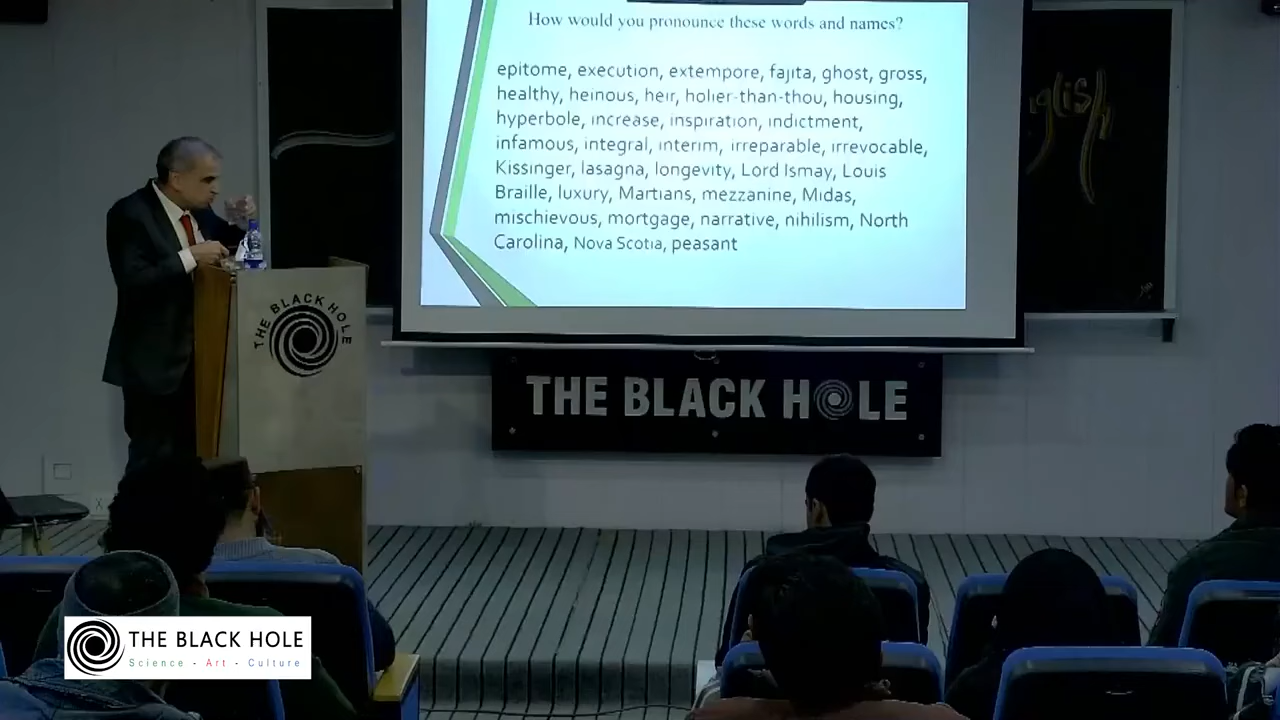 How would you pronounce these words and names?
epitome, execution, extempore, fajita, ghost, gross,
healthy, heinous, heir, holier-than-thou, housing,
hyperbole, increase, inspiration, indictment,
infamous, integral, interim, irreparable, irrevocable,
Kissinger, lasagna, longevity, Lord Ismay, Louis
Braille, luxury, Martians, mezzanine, Midas,
mischievous, mortgage, narrative, nihilism, North
Carolina, Nova Scotia, peasant
glish
THE BLACK HOLE
THE BLACK HOLE
THE BLACK HOLE
Science - Art - Culture